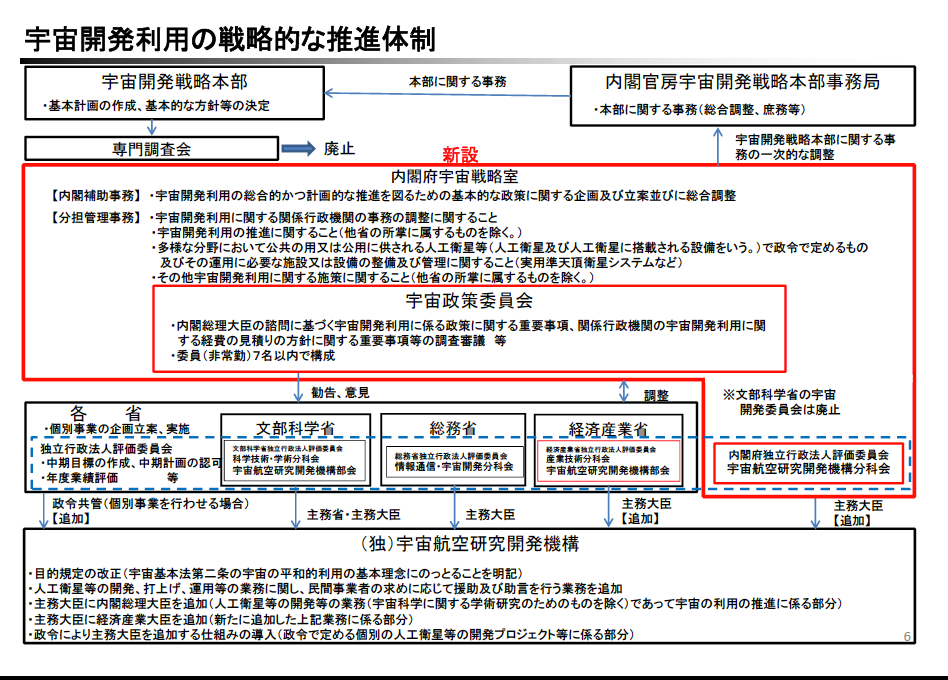 宇宙開発利用の戦略的な推進体制
宇宙開発戦略本部
・基本計画の作成、基本的な方針等の決定
本部に関する事務
内閣官房宇宙開発戦略本部事務局
・本部に関する事務（総合調整、庶務等）
専門調査会
廃止
宇宙開発戦略本部に関する事
務の一次的な調整
新設
内閣府宇宙戦略室
【内閣補助事務】・宇宙開発利用の総合的かつ計画的な推進を図るための基本的な政策に関する企画及び立案並びに総合調整
【分担管理事務】・宇宙開発利用に関する関係行政機関の事務の調整に関すること
・宇宙開発利用の推進に関すること（他省の所掌に属するものを除く。）
・多様な分野において公共の用又は公用に供される人工衛星等（人工衛星及び人工衛星に搭載される設備をいう。）で政令で定めるもの
及びその運用に必要な施設又は設備の整備及び管理に関すること（実用準天頂衛星システムなど）
・その他宇宙開発利用に関する施策に関すること（他省の所掌に属するものを除く。）
宇宙政策委員会
・内閣総理大臣の諮問に基づく宇宙開発利用に係る政策に関する重要事項、関係行政機関の宇宙開発利用に関
する経費の見積りの方針に関する重要事項等の調査審議　等
・委員（非常勤）７名以内で構成
勧告、意見
調整
※文部科学省の宇宙
開発委員会は廃止
各　省
・個別事業の企画立案、実施
独立行政法人評価委員会
・中期目標の作成、中期計画の認可
・年度業績評価　　　　等
文部科学省
文部科学省独立行政法人評価委員会
科学技術・学術分科会
宇宙航空研究開発機構部会
総務省
総務省独立行政法人評価委員会
情報通信・宇宙開発分科会
経済産業省
経済産業省独立行政法人評価委員会
産業技術分科会
宇宙航空研究開発機構部会
内閣府独立行政法人評価委員会
宇宙航空研究開発機構分科会
政令共管（個別事業を行わせる場合）
【追加】
主務省・主務大臣
主務大臣
主務大臣
【追加】
主務大臣
【追加】
（独）宇宙航空研究開発機構
・目的規定の改正（宇宙基本法第二条の宇宙の平和的利用の基本理念にのっとることを明記）
・人工衛星等の開発、打上げ、運用等の業務に関し、民間事業者の求めに応じて援助及び助言を行う業務を追加
・主務大臣に内閣総理大臣を追加（人工衛星等の開発等の業務（宇宙科学に関する学術研究のためのものを除く）であって宇宙の利用の推進に係る部分）
・主務大臣に経済産業大臣を追加（新たに追加した上記業務に係る部分）
・政令により主務大臣を追加する仕組みの導入（政令で定める個別の人工衛星等の開発プロジェクト等に係る部分）
6